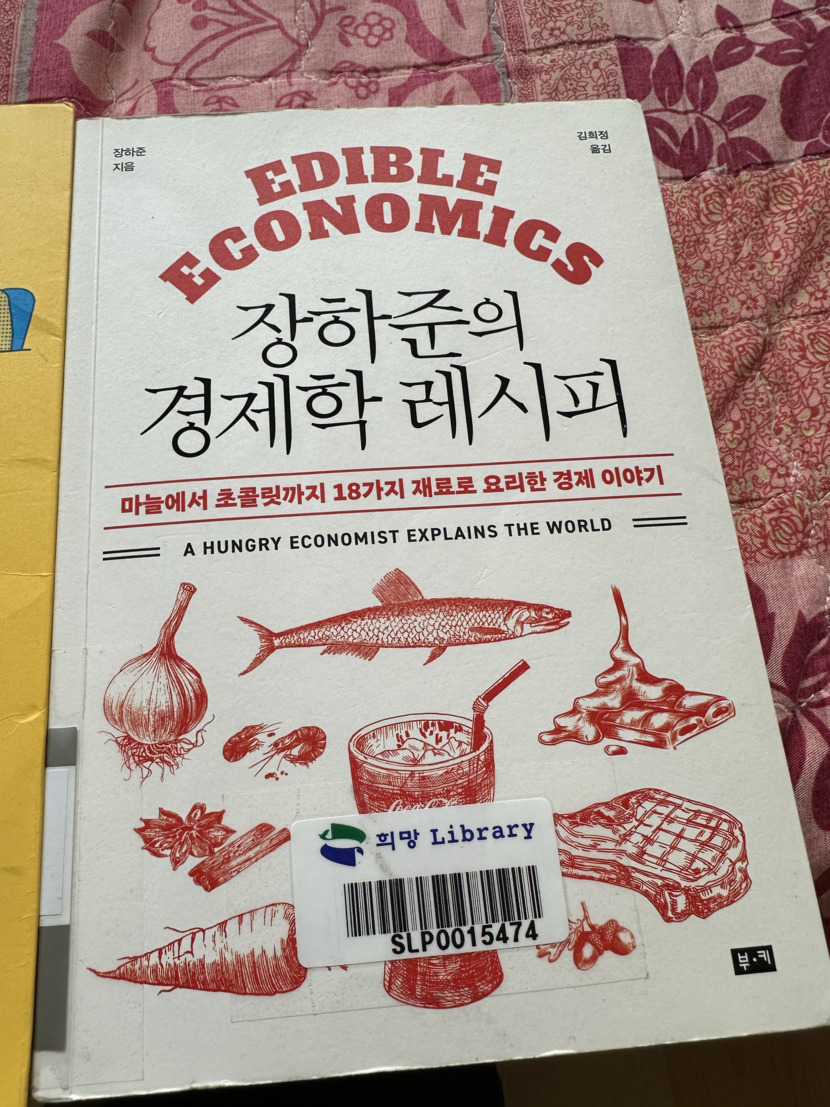 장하준
지음
김희정
옮김
EDIBLE
ECONOMICS
장하준의
경제학 레시피
마늘에서 초콜릿까지 18가지 재료로 요리한 경제 이야기
A HUNGRY ECONOMIST EXPLAINS THE WORLD
희망 Library
SLP0015474
부·키